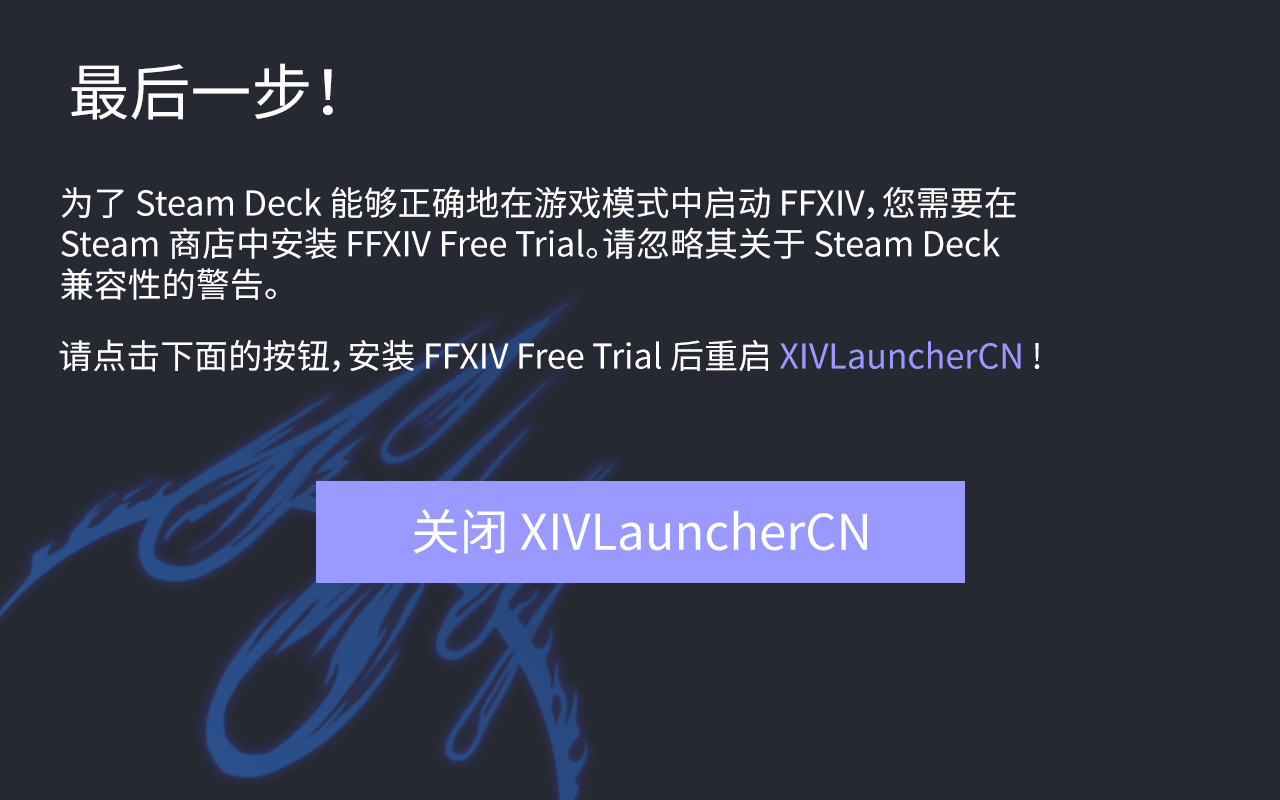 最后一步！
为了 Steam Deck 能够正确地在游戏模式中启动 FFXIV，您需要在
Steam 商店中安装 FFXIV Free Trial。请忽略其关于 Steam Deck
兼容性的警告。
请点击下面的按钮，安装 FFXIV Free Trial 后重启 XIVLauncherCN！
关闭 XIVLauncherCN